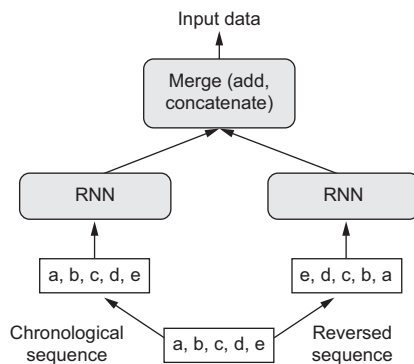 Input data
Merge (add,
concatenate)
RNN
RNN
a, b, c, d, e
e, d, c, b, a
Chronological
sequence
a, b, c, d, e
Reversed
sequence